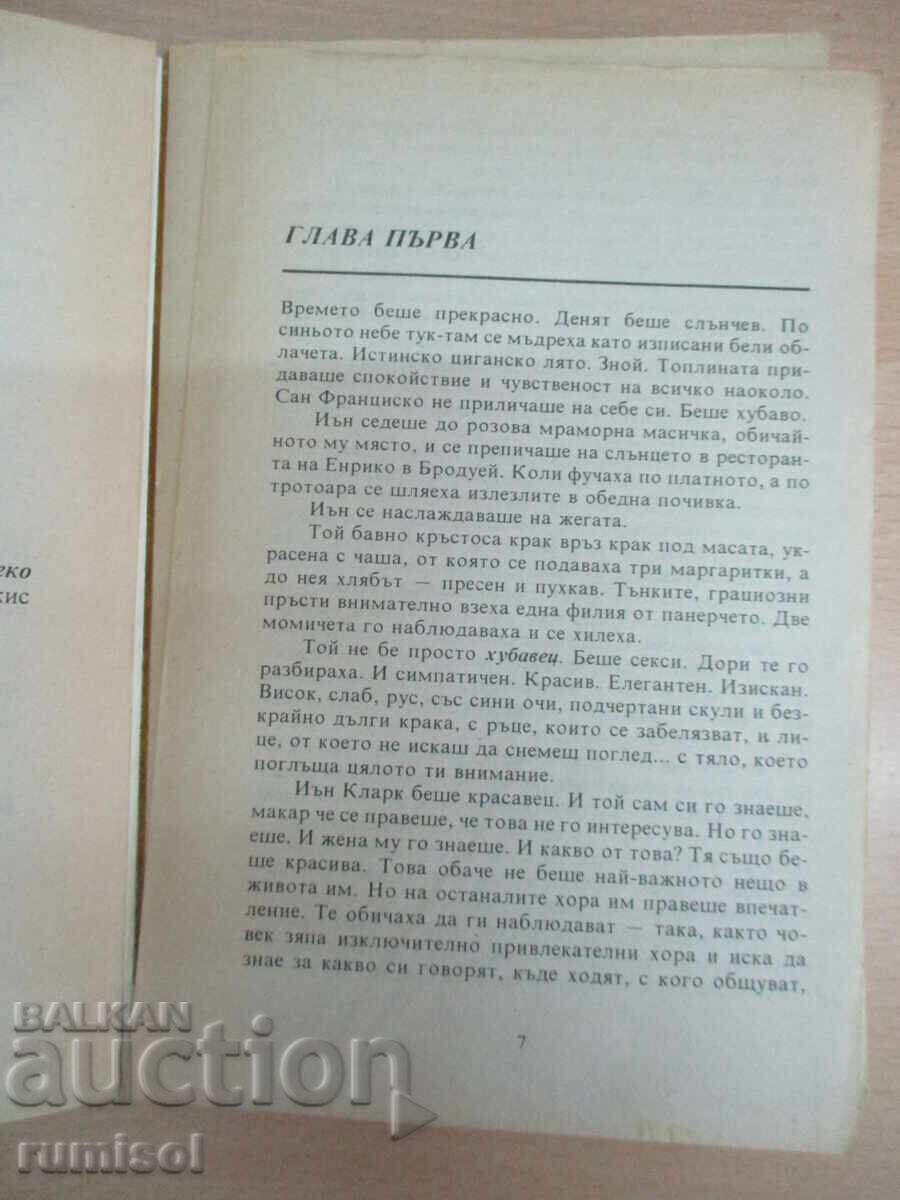 еко
кис
ГЛАВА ПЪРВА
Времето беше прекрасно. Денят беше слънчев. По
синьото небе тук-там се мъдреха като изписани бели об-
лачета. Истинско циганско лято. Зной. Топлината при-
даваше спокойствие и чувственост на всичко наоколо.
Сан Франциско не приличаше на себе си. Беше хубаво.
Иън седеше до розова мраморна масичка, обичай-
ното му място, и се препичаше на слънцето в ресторан-
та на Енрико в Бродуей. Коли фучаха по платното, а по
тротоара се шляеха излезлите в обедна почивка.
Иън се наслаждаваше на жегата.
Той бавно кръстоса крак връз крак под масата, ук-
расена с чаша, от която се подаваха три маргаритки, а
до нея хлябът — пресен и пухкав. Тънките, грациозни
пръсти внимателно взеха една филия от панерчето. Две
момичета го наблюдаваха и се хилеха.
Той не бе просто хубавец. Беше секси. Дори те го
разбираха. И симпатичен. Красив. Елегантен. Изискан.
Висок, слаб, рус, със сини очи, подчертани скули и без-
крайно дълги крака, с ръце, които се забелязват, и ли-
це, от което не искаш да снемеш поглед... с тяло, което
поглъща цялото ти внимание.
Иън Кларк беше красавец. И той сам си го знаеше,
макар че се правеше, че това не го интересува. Но го зна-
еше. И жена му го знаеше. И какво от това? Тя също бе-
ше красива. Това обаче не беше най-важното нещо в
живота им. Но на останалите хора им правеше впечат-
ление. Те обичаха да ги наблюдават — така, както чо-
век зяпа изключително привлекателни хора и иска да
знае за какво си говорят, къде ходят, с кого общуват,
7
BALKAN
auction
rumisol